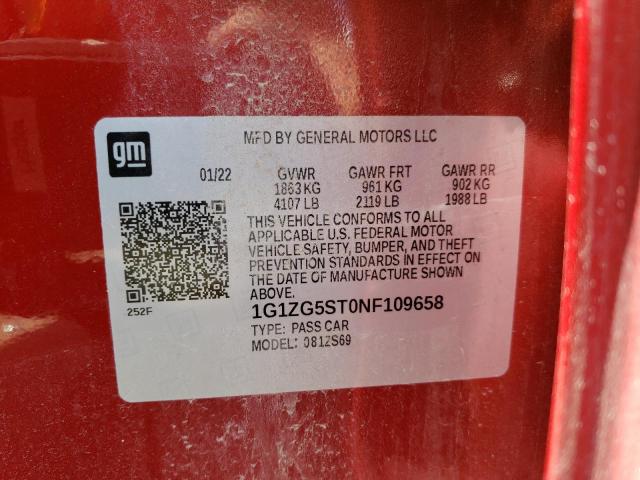 gm
MFD BY GENERAL MOTORS LLC
01/22 GVWR GAWR FRT GAWR RR
1863 KG 961 KG 902 KG
4107 LB 2119 LB 1988 LB
THIS VEHICLE CONFORMS TO ALL
APPLICABLE U.S. FEDERAL MOTOR
VEHICLE SAFETY, BUMPER, AND THEFT
PREVENTION STANDARDS IN EFFECT ON
THE DATE OF MANUFACTURE SHOWN
ABOVE.
252F
1G1ZG5ST0NF109658
TYPE: PASS CAR
MODEL: 081ZS69